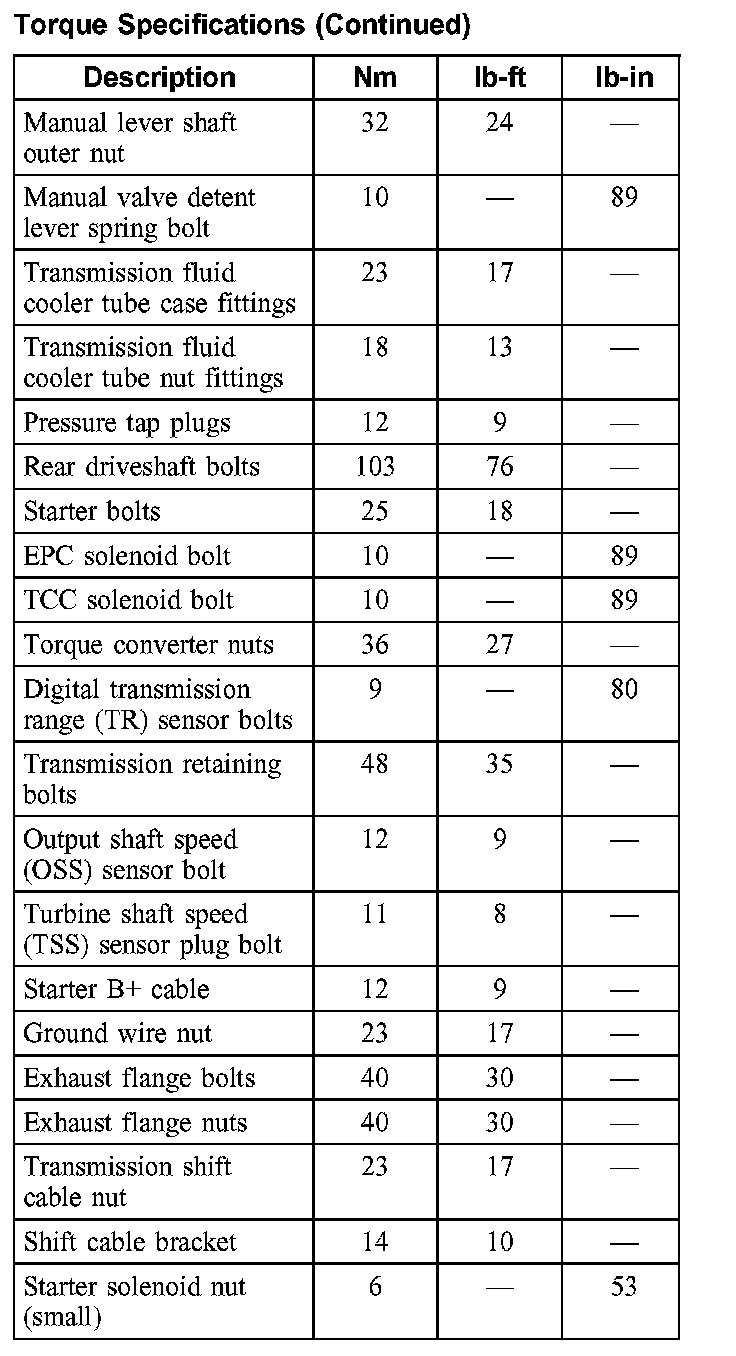 Torque Specifications (Continued)
Description Nm lb-ft lb-in
Manual lever shaft 32 24 —
outer nut
Manual valve detent 10 — 89
lever spring bolt
Transmission fluid 23 17 —
cooler tube case fittings
Transmission fluid 18 13 —
cooler tube nut fittings
Pressure tap plugs 12 9 —
Rear driveshaft bolts 103 76 —
Starter bolts 25 18 —
EPC solenoid bolt 10 — 89
TCC solenoid bolt 10 — 89
Torque converter nuts 36 27 —
Digital transmission 9 — 80
range (TR) sensor bolts
Transmission retaining 48 35 —
bolts
Output shaft speed 12 9 —
(OSS) sensor bolt
Turbine shaft speed 11 8 —
(TSS) sensor plug bolt
Starter B+ cable 12 9 —
Ground wire nut 23 17 —
Exhaust flange bolts 40 30 —
Exhaust flange nuts 40 30 —
Transmission shift 23 17 —
cable nut
Shift cable bracket 14 10 —
Starter solenoid nut 6 — 53
(small)